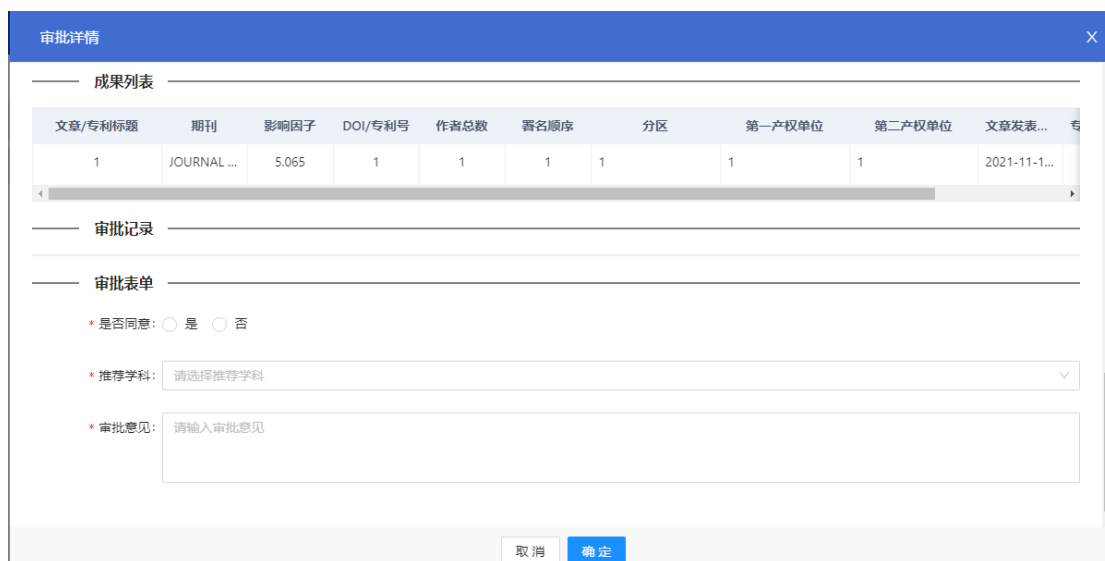 审批详情 X
成果列表
文章/专利标题 期刊 影响因子 DOI/专利号 作者总数 署名顺序 分区 第一产权单位 第二产权单位 文章发表...
1 JOURNAL ... 5.065 1 1 1 1 1 1 2021-11-1...
审批记录
审批表单
* 是否同意: 是 否
* 推荐学科: 请选择推荐学科
* 审批意见: 请输入审批意见
取消 确定